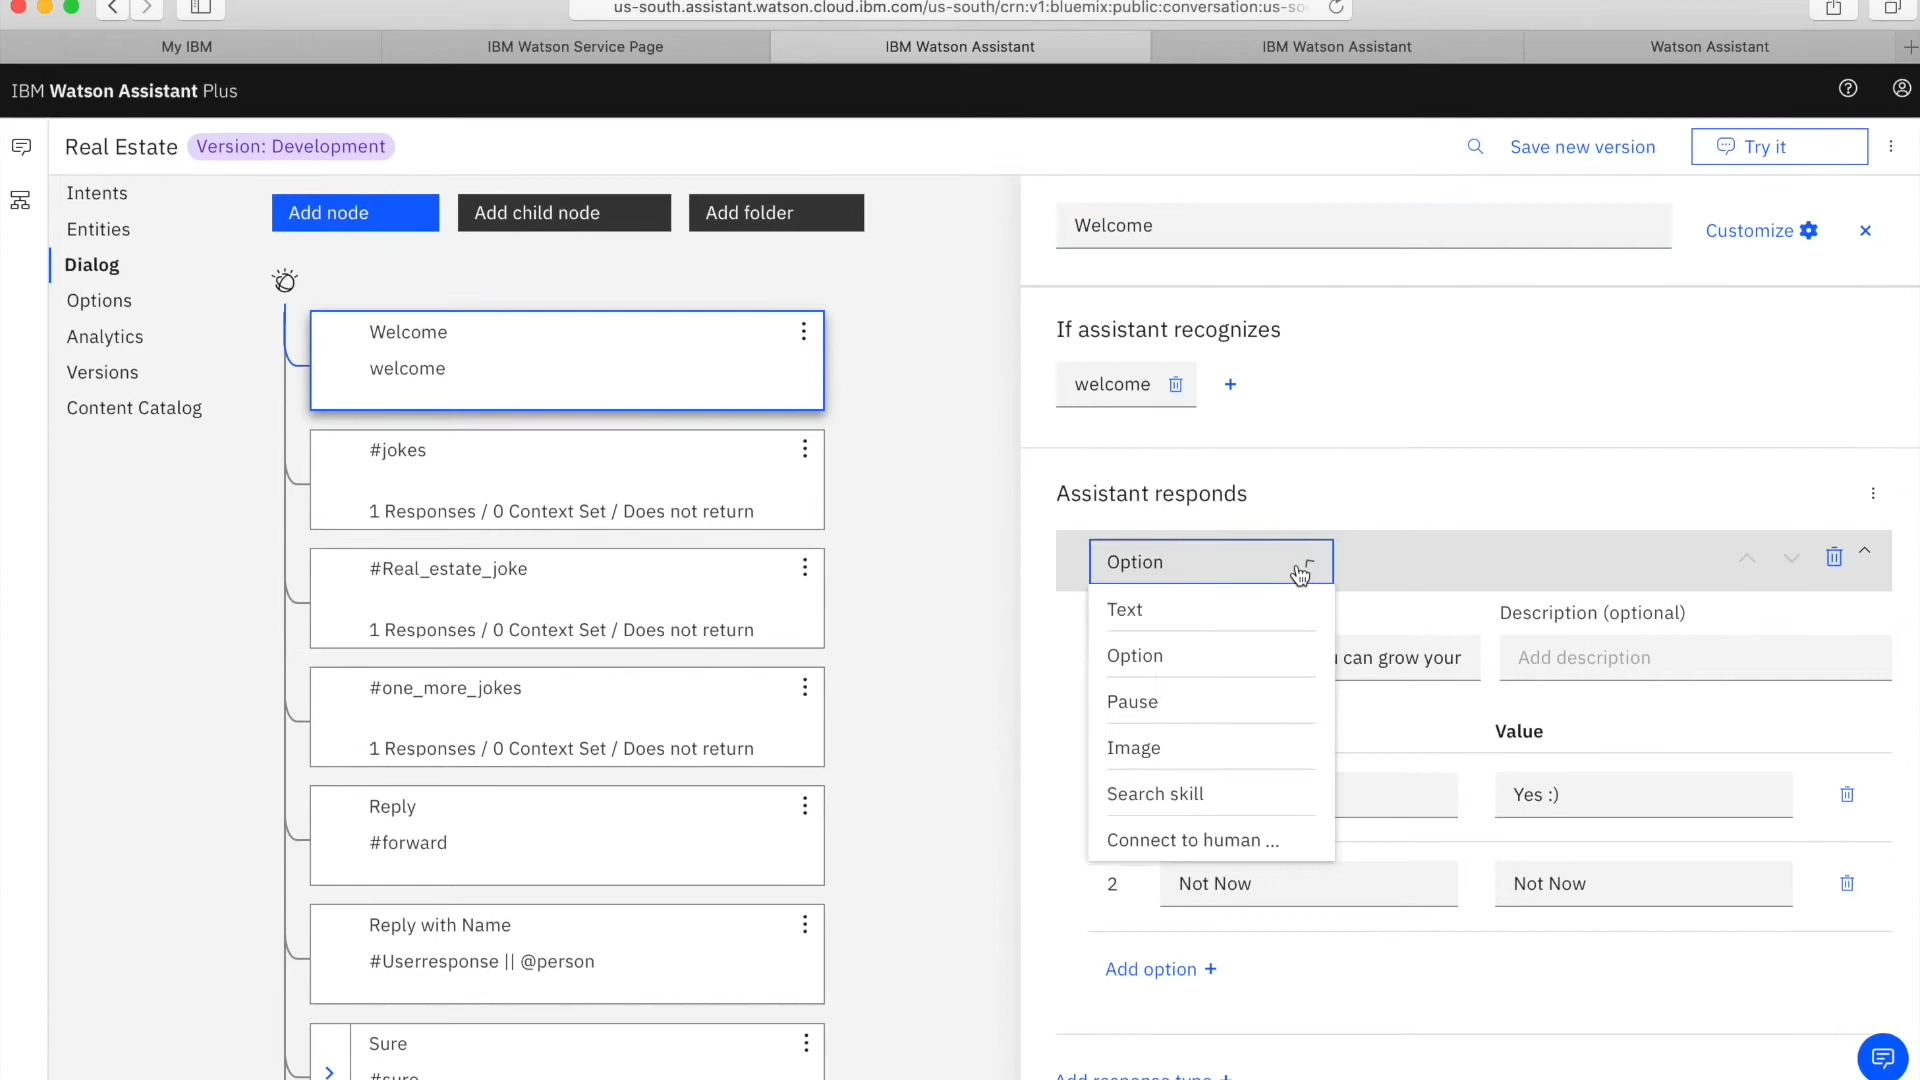 us-south.assistant.watson.cloud.ibm.com/us-south/crn:v1:bluemix:public:conversation:us-so
My IBM
IBM Watson Service Page
IBM Watson Assistant
IBM Watson Assistant
Watson Assistant
IBM Watson Assistant Plus
Real Estate
Version: Development
Save new version
Try it
Intents
Entities
Dialog
Options
Analytics
Versions
Content Catalog
Add node
Add child node
Add folder
Welcome
welcome
#jokes
1 Responses / 0 Context Set / Does not return
#Real_estate_joke
1 Responses / 0 Context Set / Does not return
#one_more_jokes
1 Responses / 0 Context Set / Does not return
Reply
#forward
Reply with Name
#Userresponse || @person
Sure
#sure
Welcome
Customize
If assistant recognizes
welcome
Assistant responds
Option
Text
Option
Pause
Image
Search skill
Connect to human ...
Description (optional)
can grow your
Add description
Value
Yes :)
2
Not Now
Not Now
Add option +
Add response type +